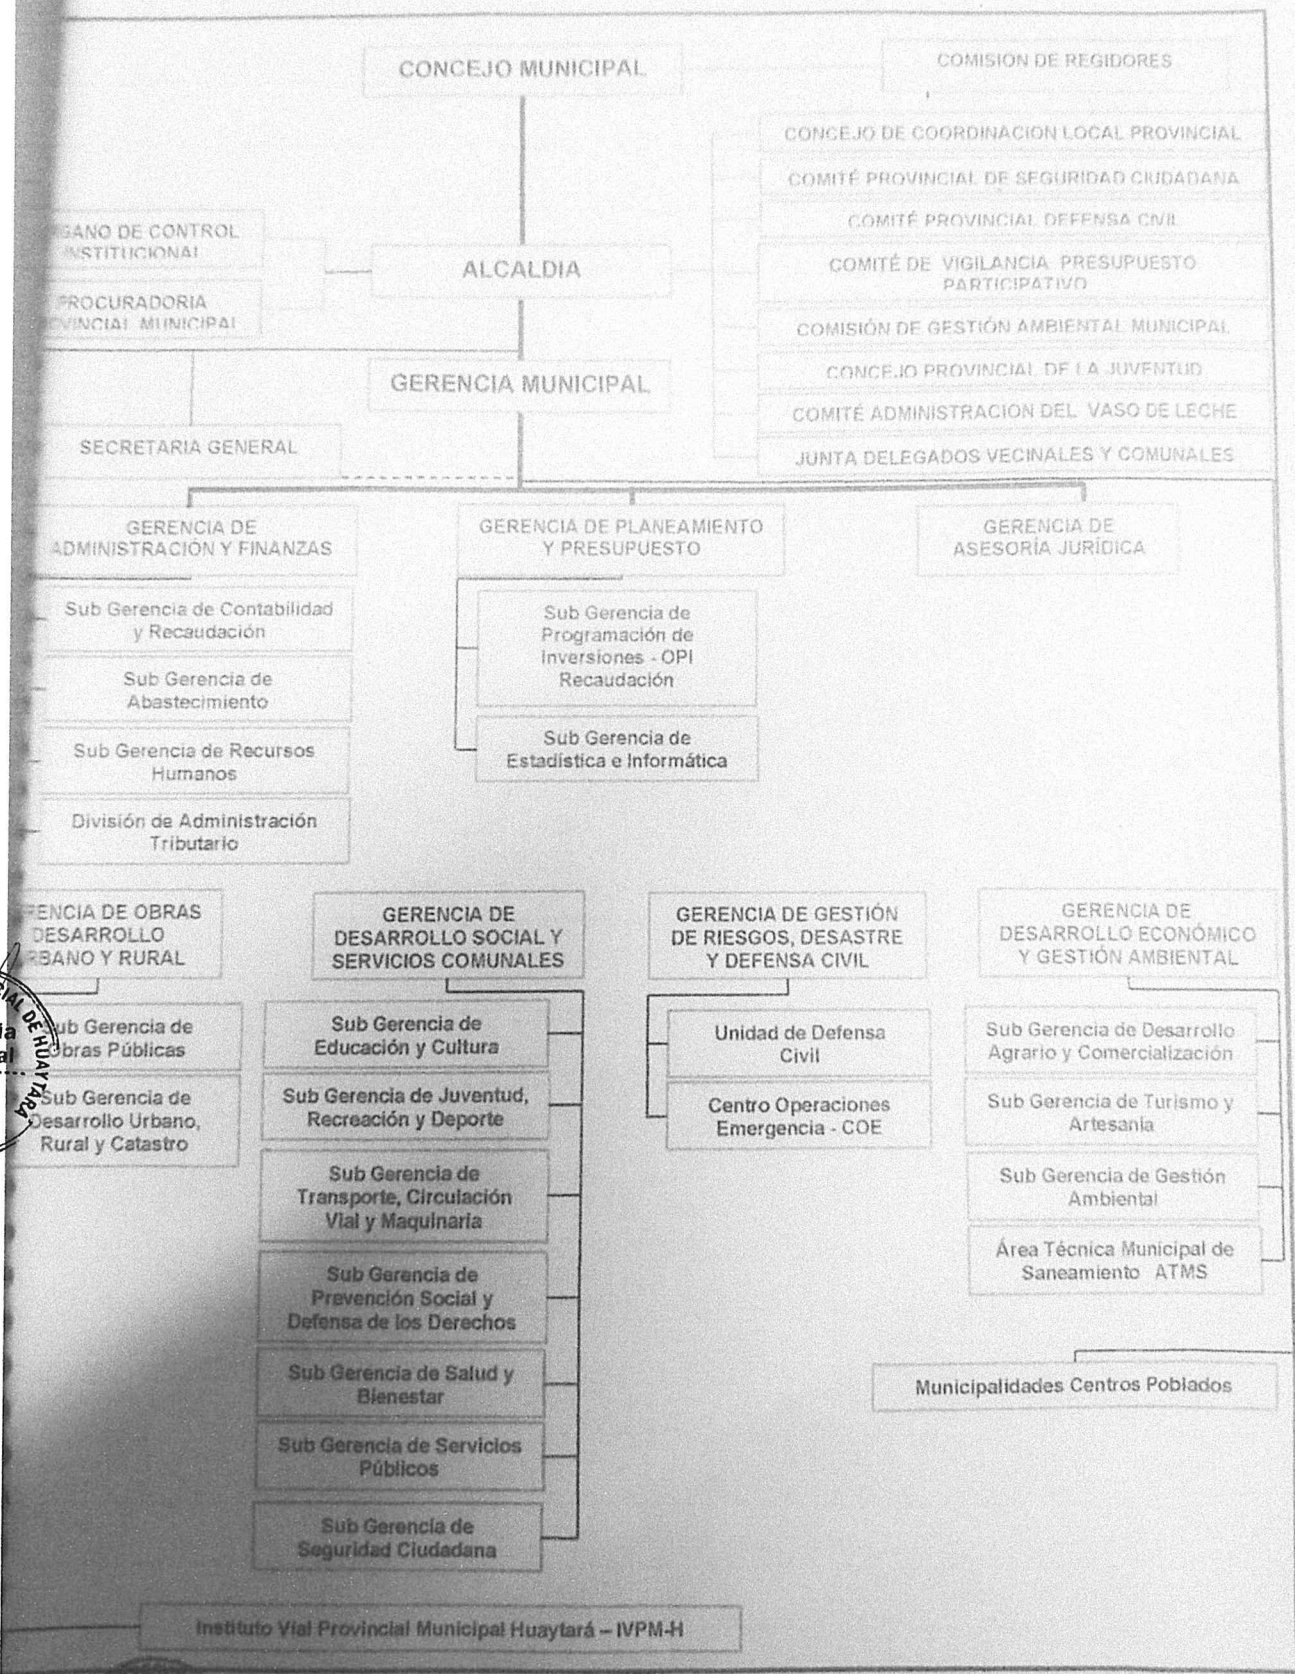 CONCEJO MUNICIPAL
COMISION DE REGIDORES
CONCEJO DE COORDINACION LOCAL PROVINCIAL
COMITÉ PROVINCIAL DE SEGURIDAD CIUDADANA
COMITÉ PROVINCIAL DEFENSA CIVIL
COMITÉ DE VIGILANCIA PRESUPUESTO
PARTICIPATIVO
COMISIÓN DE GESTIÓN AMBIENTAL MUNICIPAL
CONCEJO PROVINCIAL DE LA JUVENTUD
COMITÉ ADMINISTRACION DEL VASO DE LECHE
JUNTA DELEGADOS VECINALES Y COMUNALES
GANO DE CONTROL
INSTITUCIONAL
ALCALDIA
PROCURADORIA
VINCIAL MUNICIPAL
GERENCIA MUNICIPAL
SECRETARIA GENERAL
GERENCIA DE
ADMINISTRACIÓN Y FINANZAS
GERENCIA DE PLANEAMIENTO
Y PRESUPUESTO
GERENCIA DE
ASESORÍA JURÍDICA
Sub Gerencia de Contabilidad
y Recaudación
Sub Gerencia de
Abastecimiento
Sub Gerencia de Recursos
Humanos
División de Administración
Tributario
Sub Gerencia de
Programación de
Inversiones - OPI
Recaudación
Sub Gerencia de
Estadística e Informática
RENCIA DE OBRAS
DESARROLLO
RBANO Y RURAL
Sub Gerencia de
Obras Públicas
Sub Gerencia de
Desarrollo Urbano,
Rural y Catastro
CIAL DE HUAYTARÁ
ia
al
GERENCIA DE
DESARROLLO SOCIAL Y
SERVICIOS COMUNALES
Sub Gerencia de
Educación y Cultura
Sub Gerencia de Juventud,
Recreación y Deporte
Sub Gerencia de
Transporte, Circulación
Vial y Maquinaria
Sub Gerencia de
Prevención Social y
Defensa de los Derechos
Sub Gerencia de Salud y
Bienestar
Sub Gerencia de Servicios
Públicos
Sub Gerencia de
Seguridad Ciudadana
GERENCIA DE GESTIÓN
DE RIESGOS, DESASTRE
Y DEFENSA CIVIL
Unidad de Defensa
Civil
Centro Operaciones
Emergencia - COE
GERENCIA DE
DESARROLLO ECONÓMICO
Y GESTIÓN AMBIENTAL
Sub Gerencia de Desarrollo
Agrario y Comercialización
Sub Gerencia de Turismo y
Artesanía
Sub Gerencia de Gestión
Ambiental
Área Técnica Municipal de
Saneamiento ATMS
Municipalidades Centros Poblados
Instituto Vial Provincial Municipal Huaytará – IVPM-H